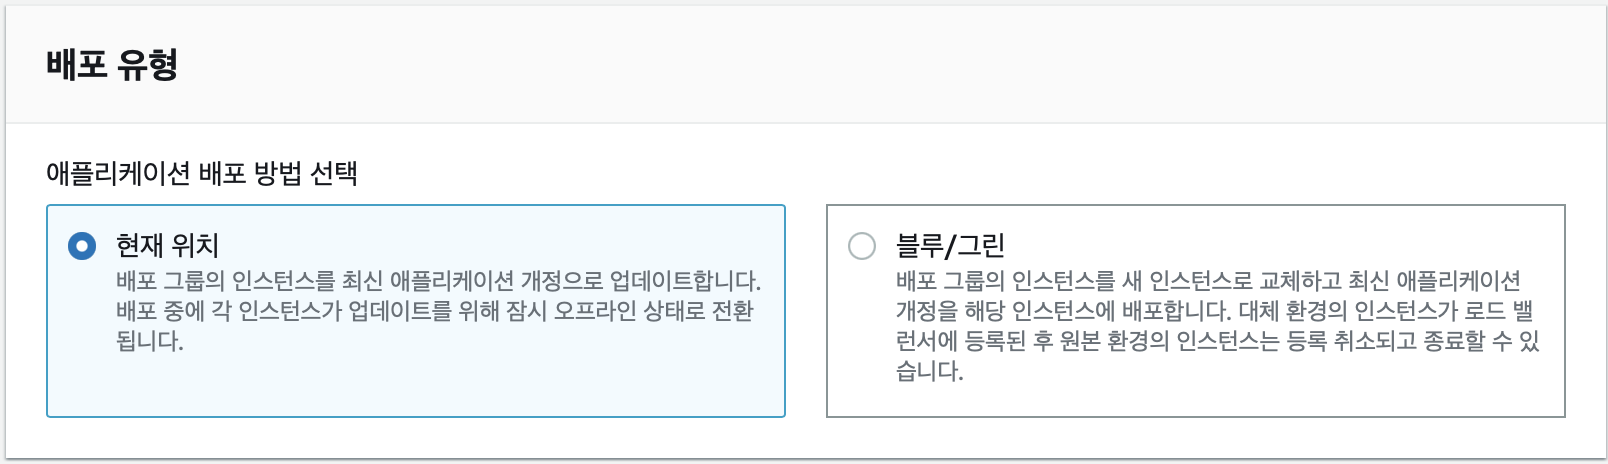 배포 유형
애플리케이션 배포 방법 선택
현재 위치
배포 그룹의 인스턴스를 최신 애플리케이션 개정으로 업데이트합니다.
배포 중에 각 인스턴스가 업데이트를 위해 잠시 오프라인 상태로 전환
됩니다.
블루/그린
배포 그룹의 인스턴스를 새 인스턴스로 교체하고 최신 애플리케이션
개정을 해당 인스턴스에 배포합니다. 대체 환경의 인스턴스가 로드 밸
런서에 등록된 후 원본 환경의 인스턴스는 등록 취소되고 종료할 수 있
습니다.